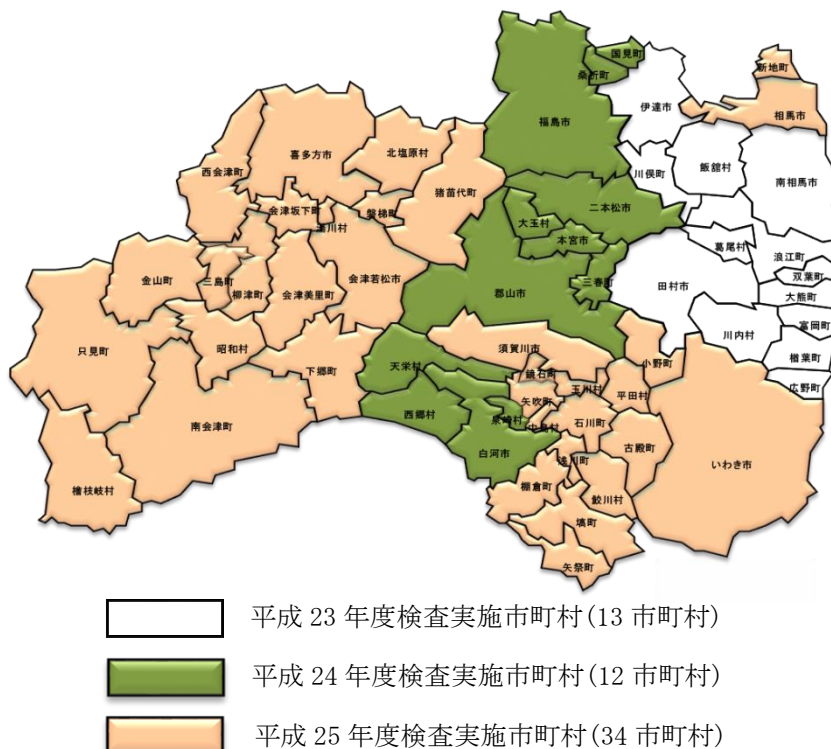 国見町
新地町
桑折町
伊達市
相馬市
福島市
喜多方市
北塩原村
西会津町
飯舘村
南相馬市
川俣町
猪苗代町
会津坂下町
磐梯町
二本松市
湯川村
大玉村
本宮市
葛尾村
浪江町
双葉町
金山町
三島町
柳津町
会津美里町
会津若松市
郡山市
三春町
田村市
大熊町
富岡町
川内村
只見町
昭和村
下郷町
須賀川市
小野町
楢葉町
天栄村
鏡石町
玉川村
平田村
広野町
矢吹町
西郷村
泉崎村
中島村
石川町
南会津町
白河市
古殿町
いわき市
浅川町
檜枝岐村
棚倉町
鮫川村
塙町
矢祭町
平成 23 年度検査実施市町村(13 市町村)
平成 24 年度検査実施市町村(12 市町村)
平成 25 年度検査実施市町村(34 市町村)